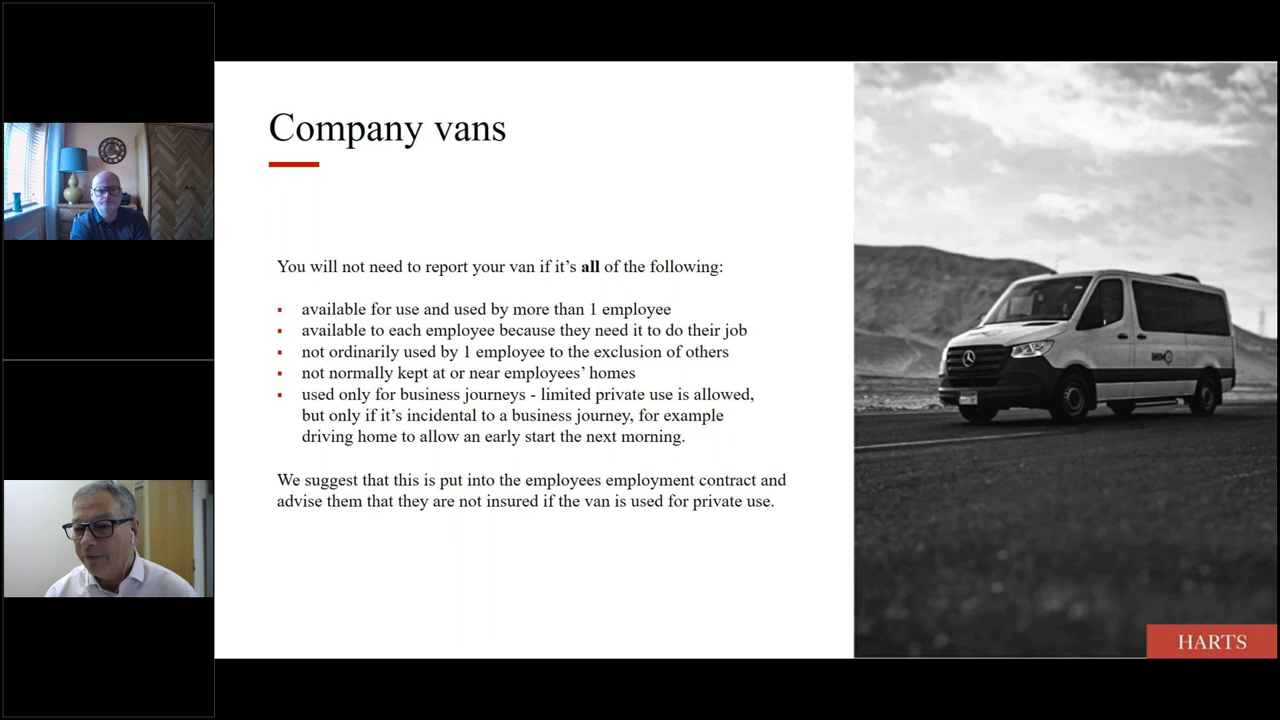 Company vans
You will not need to report your van if it’s all of the following:
▪ available for use and used by more than 1 employee
▪ available to each employee because they need it to do their job
▪ not ordinarily used by 1 employee to the exclusion of others
▪ not normally kept at or near employees’ homes
▪ used only for business journeys - limited private use is allowed,
but only if it’s incidental to a business journey, for example
driving home to allow an early start the next morning.
We suggest that this is put into the employees employment contract and
advise them that they are not insured if the van is used for private use.
HARTS